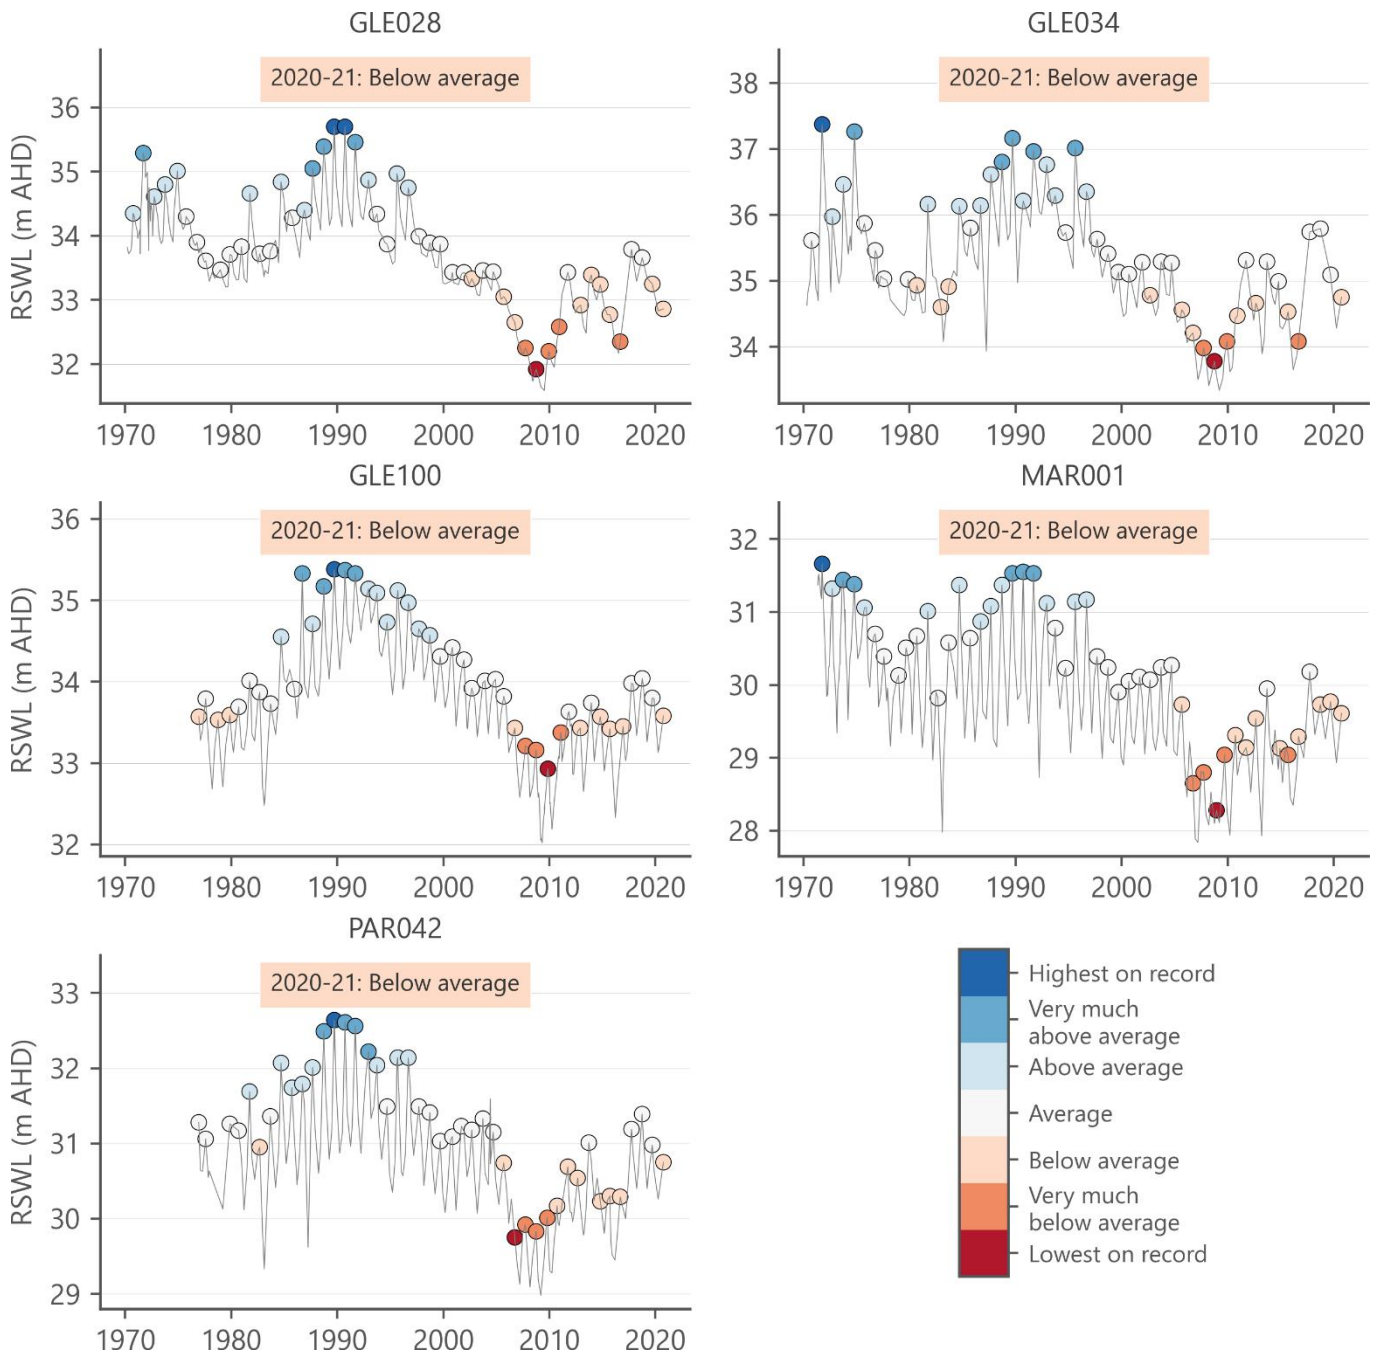 GLE028
2020-21: Below average
RSWL (m AHD)
36
35
34
33
32
1970 1980 1990 2000 2010 2020
GLE034
2020-21: Below average
38
37
36
35
34
1970 1980 1990 2000 2010 2020
GLE100
2020-21: Below average
RSWL (m AHD)
36
35
34
33
32
1970 1980 1990 2000 2010 2020
MAR001
2020-21: Below average
32
31
30
29
28
1970 1980 1990 2000 2010 2020
PAR042
2020-21: Below average
RSWL (m AHD)
33
32
31
30
29
1970 1980 1990 2000 2010 2020
Highest on record
Very much
above average
Above average
Average
Below average
Very much
below average
Lowest on record